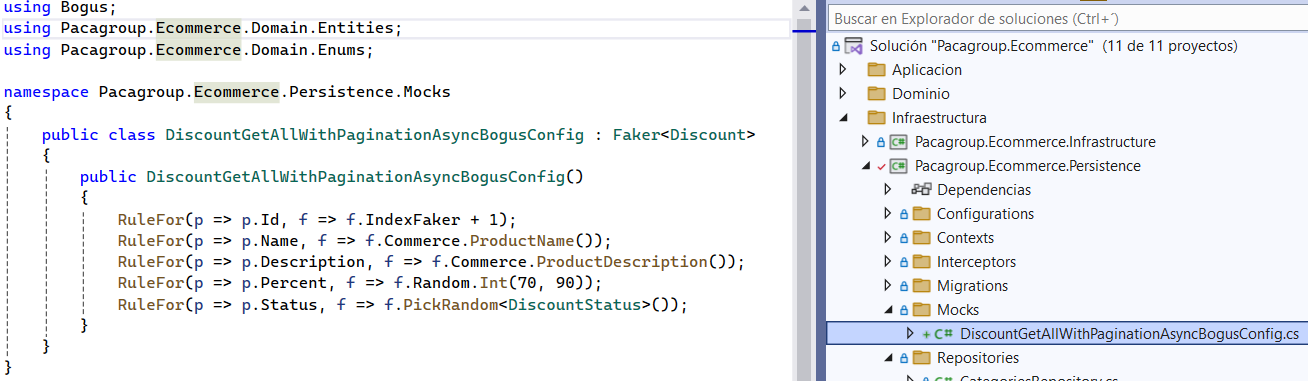 using Bogus;
using Pacagroup.Ecommerce.Domain.Entities;
using Pacagroup.Ecommerce.Domain.Enums;
namespace Pacagroup.Ecommerce.Persistence.Mocks
{
public class DiscountGetAllWithPaginationAsyncBogusConfig : Faker<Discount>
{
public DiscountGetAllWithPaginationAsyncBogusConfig()
{
RuleFor(p => p.Id, f => f.IndexFaker + 1);
RuleFor(p => p.Name, f => f.Commerce.ProductName());
RuleFor(p => p.Description, f => f.Commerce.ProductDescription());
RuleFor(p => p.Percent, f => f.Random.Int(70, 90));
RuleFor(p => p.Status, f => f.PickRandom<DiscountStatus>());
}
}
}
Buscar en Explorador de soluciones (Ctrl+´)
Solución "Pacagroup.Ecommerce" (11 de 11 proyectos)
Aplicacion
Dominio
Infraestructura
C# Pacagroup.Ecommerce.Infrastructure
C# Pacagroup.Ecommerce.Persistence
Dependencias
Configurations
Contexts
Interceptors
Migrations
Mocks
+ C# DiscountGetAllWithPaginationAsyncBogusConfig.cs
Repositories
C# CategoriesRepository.cs